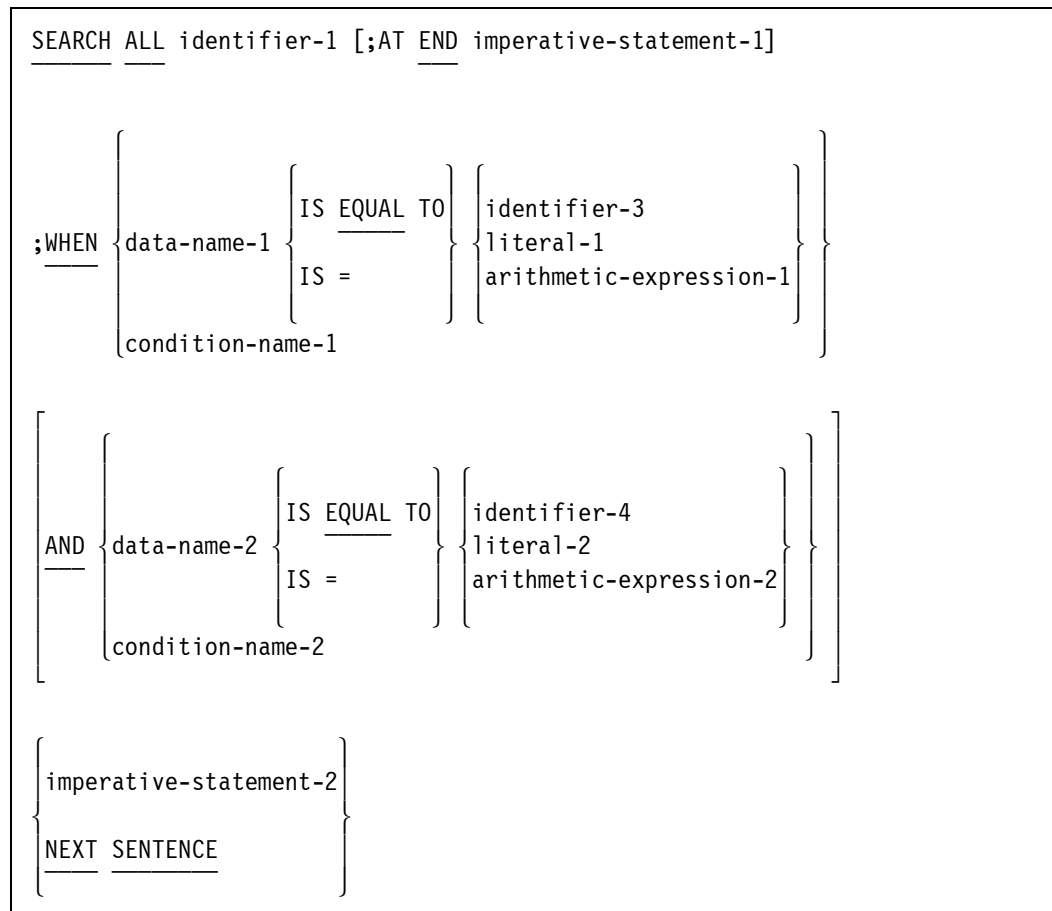 SEARCH ALL identifier-1 [;AT END imperative-statement-1]
IS EQUAL TO identifier-3
;WHEN data-name-1 literal-1
IS = arithmetic-expression-1
condition-name-1
IS EQUAL TO identifier-4
AND data-name-2 literal-2
IS = arithmetic-expression-2
condition-name-2
imperative-statement-2
NEXT SENTENCE